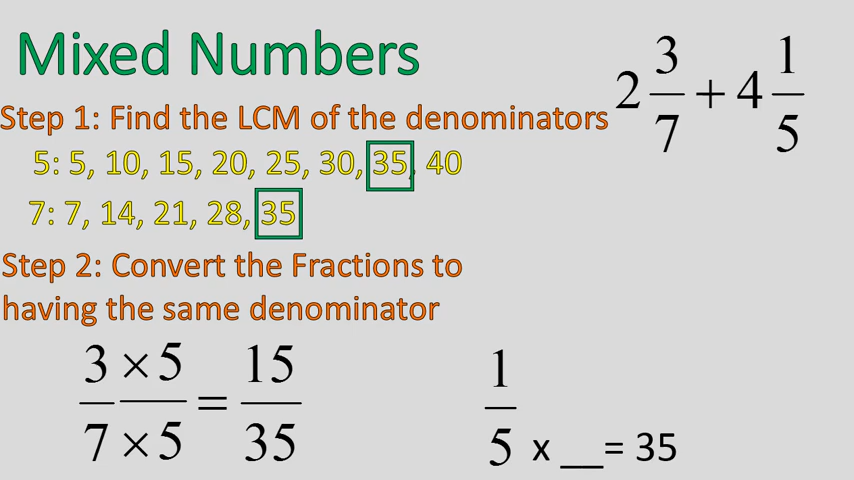 Mixed Numbers
2 3/7 + 4 1/5
Step 1: Find the LCM of the denominators
5: 5, 10, 15, 20, 25, 30, 35, 40
7: 7, 14, 21, 28, 35
Step 2: Convert the Fractions to
having the same denominator
3/7 ×5/×5 = 15/35
1/5 x __= 35